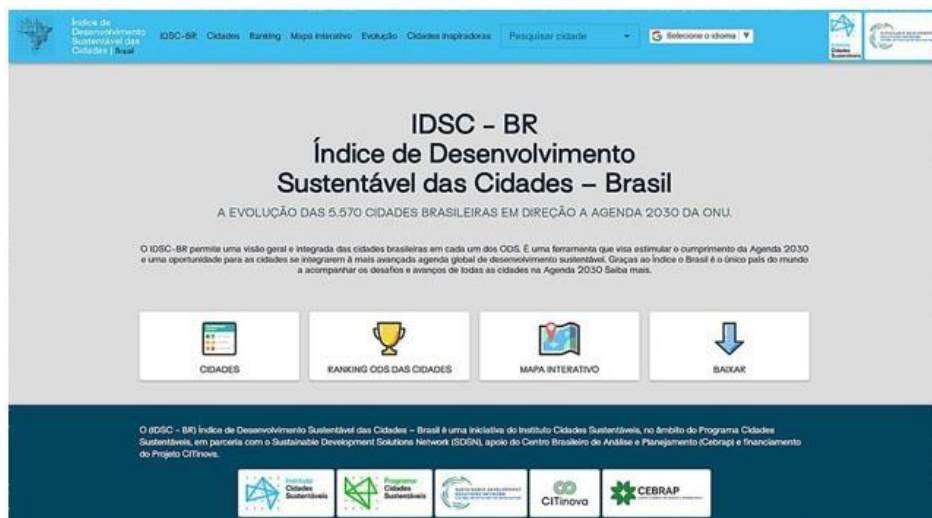 Índice de
Desenvolvimento
Sustentável das
Cidades | Brasil
IDSC-BR Cidades Ranking Mapa Interativo Evolução Cidades Inspiradoras Pesquisar cidade G Selecione o idoma | ▼
Cidades
Sustentáveis
IDSC - BR
Índice de Desenvolvimento
Sustentável das Cidades – Brasil
A EVOLUÇÃO DAS 5.570 CIDADES BRASILEIRAS EM DIREÇÃO A AGENDA 2030 DA ONU.
O IDSC-BR permite uma visão geral e integrada das cidades brasileiras em cada um dos ODS. É uma ferramenta que visa estimular o cumprimento da Agenda 2030
e uma oportunidade para as cidades se integrarem à mais avançada agenda global de desenvolvimento sustentável. Graças ao Índice o Brasil é o único país do mundo
a acompanhar os desafios e avanços de todas as cidades na Agenda 2030 Saiba mais.
CIDADES
RANKING ODS DAS CIDADES
MAPA INTERATIVO
BAIXAR
O (IDSC - BR) Índice de Desenvolvimento Sustentável das Cidades – Brasil é uma iniciativa do Instituto Cidades Sustentáveis, no âmbito do Programa Cidades
Sustentáveis, em parceria com o Sustainable Development Solutions Network (SDSN), apoio do Centro Brasileiro de Análise e Planejamento (Cebrap) e financiamento
do Projeto CITinova.
Instituto
Cidades
Sustentáveis
Programa
Cidades
Sustentáveis
SUSTAINABLE DEVELOPMENT
SOLUTIONS NETWORK
CITinova
CEBRAP